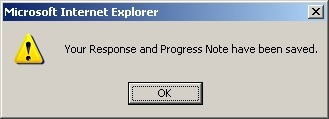 Microsoft Internet Explorer
Your Response and Progress Note have been saved.
OK